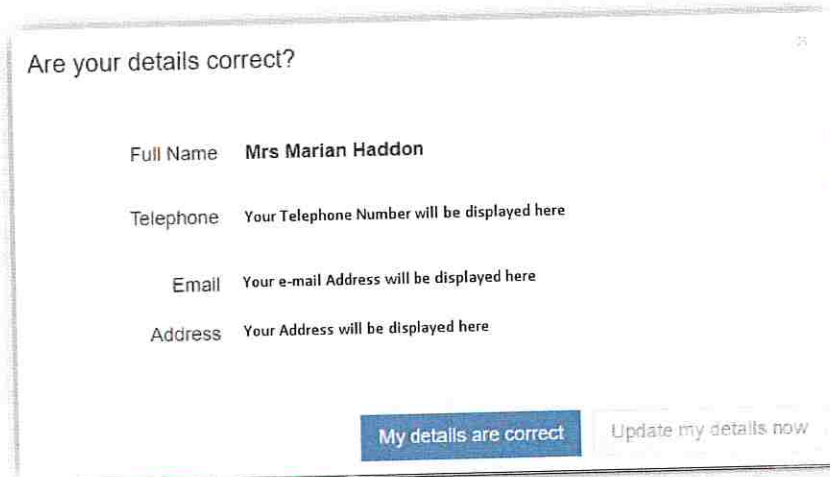 Are your details correct?
Full Name Mrs Marian Haddon
Telephone Your Telephone Number will be displayed here
Email Your e-mail Address will be displayed here
Address Your Address will be displayed here
My details are correct Update my details now